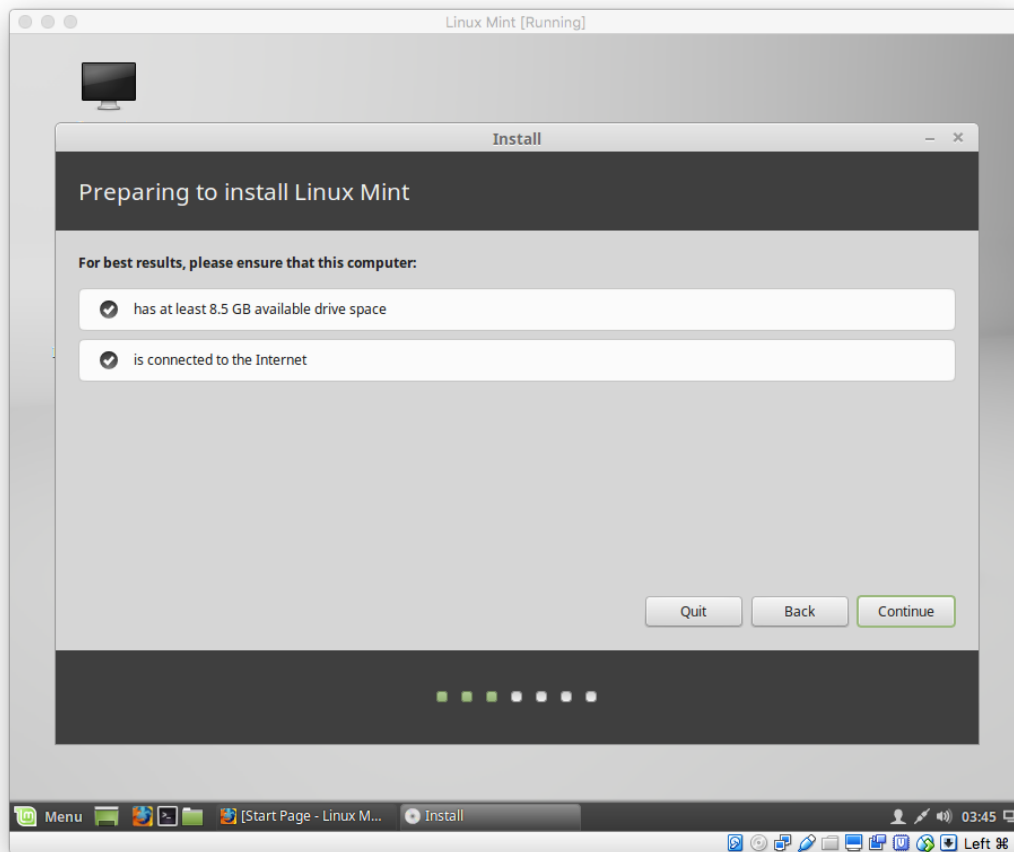 Linux Mint [Running]
Install
Preparing to install Linux Mint
For best results, please ensure that this computer:
has at least 8.5 GB available drive space
is connected to the Internet
Quit Back Continue
Menu [Start Page - Linux M... Install 03:45
Left ⌘